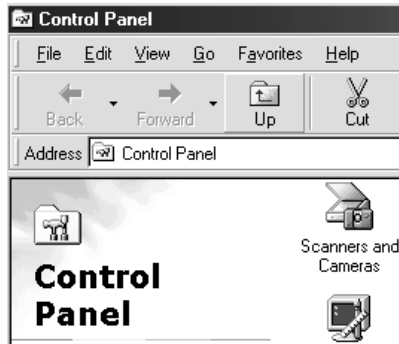 Control Panel
File Edit View Go Favorites Help
Back Forward Up Cut
Address Control Panel
Scanners and
Cameras
Control
Panel